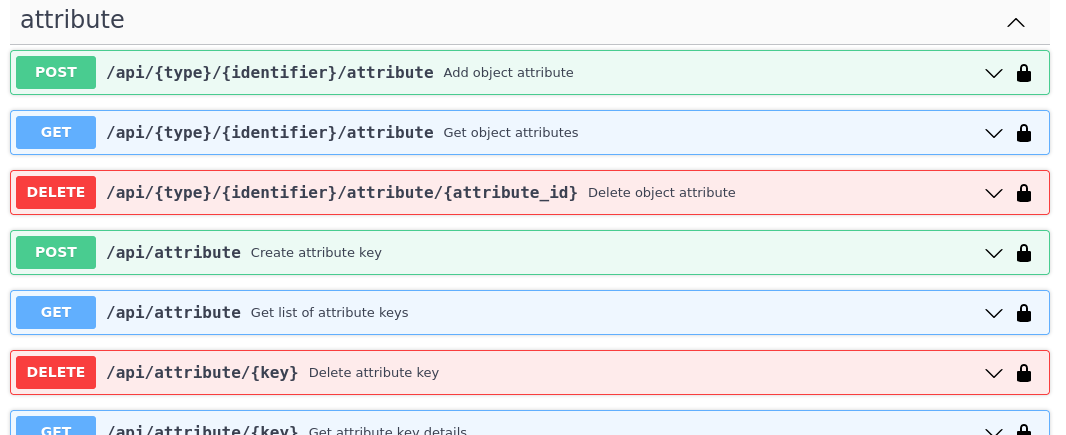 attribute
POST /api/{type}/{identifier}/attribute Add object attribute
GET /api/{type}/{identifier}/attribute Get object attributes
DELETE /api/{type}/{identifier}/attribute/{attribute_id} Delete object attribute
POST /api/attribute Create attribute key
GET /api/attribute Get list of attribute keys
DELETE /api/attribute/{key} Delete attribute key
GET /api/attribute/{key} Get attribute key details